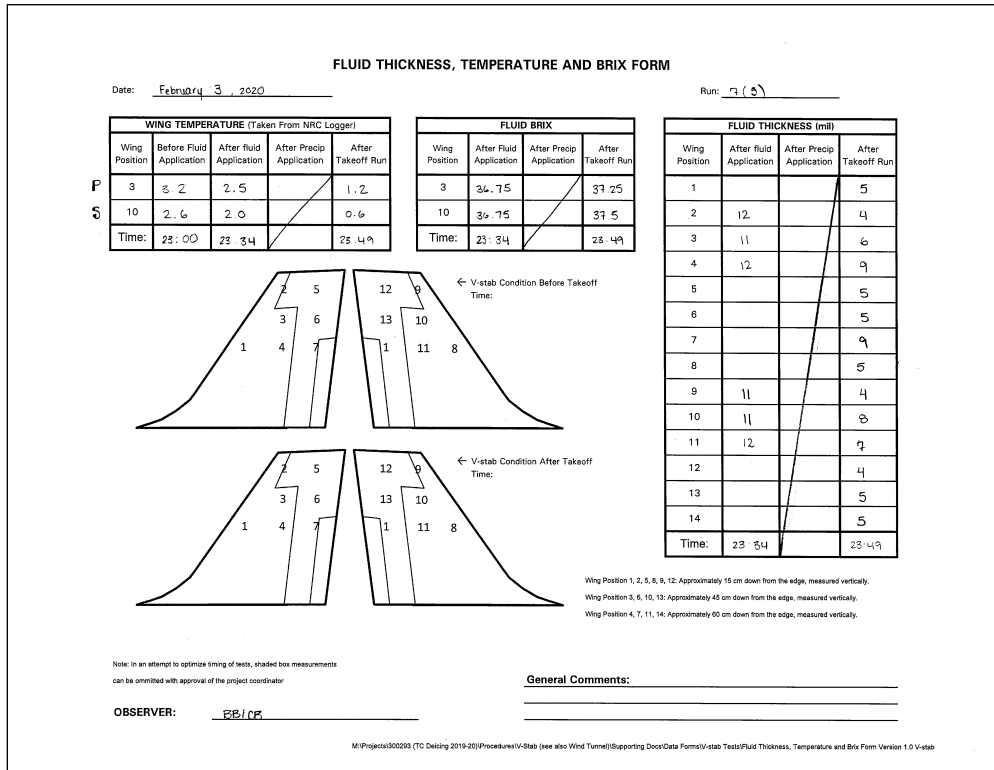 FLUID THICKNESS, TEMPERATURE AND BRIX FORM
Date: February 3, 2020
Run: 7 (3)
WING TEMPERATURE (Taken From NRC Logger)
Wing Position Before Fluid Application After fluid Application After Precip Application After Takeoff Run
P 3 3.2 2.5 1.2
S 10 2.6 2.0 0.6
Time: 23:00 23:34 23:49
FLUID BRIX
Wing Position After Fluid Application After Precip Application After Takeoff Run
3 36.75 37.25
10 36.75 37.5
Time: 23:34 23:49
FLUID THICKNESS (mil)
Wing Position After fluid Application After Precip Application After Takeoff Run
1 5
2 12 4
3 11 6
4 12 9
5 5
6 5
7 9
8 5
9 11 4
10 11 8
11 12 7
12 4
13 5
14 5
Time: 23:34 23:49
← V-stab Condition Before Takeoff
Time:
2 5 12 9
3 6 13 10
1 4 7 1 11 8
← V-stab Condition After Takeoff
Time:
2 5 12 9
3 6 13 10
1 4 7 1 11 8
Wing Position 1, 2, 5, 8, 9, 12: Approximately 15 cm down from the edge, measured vertically.
Wing Position 3, 6, 10, 13: Approximately 45 cm down from the edge, measured vertically.
Wing Position 4, 7, 11, 14: Approximately 60 cm down from the edge, measured vertically.
Note: In an attempt to optimize timing of tests, shaded box measurements
can be ommitted with approval of the project coordinator
General Comments:
OBSERVER:
M:\Projects\300293 (TC Deicing 2019-20)\Procedures\V-Stab (see also Wind Tunnel)\Supporting Docs\Data Forms\V-stab Tests\Fluid Thickness, Temperature and Brix Form Version 1.0 V-stab